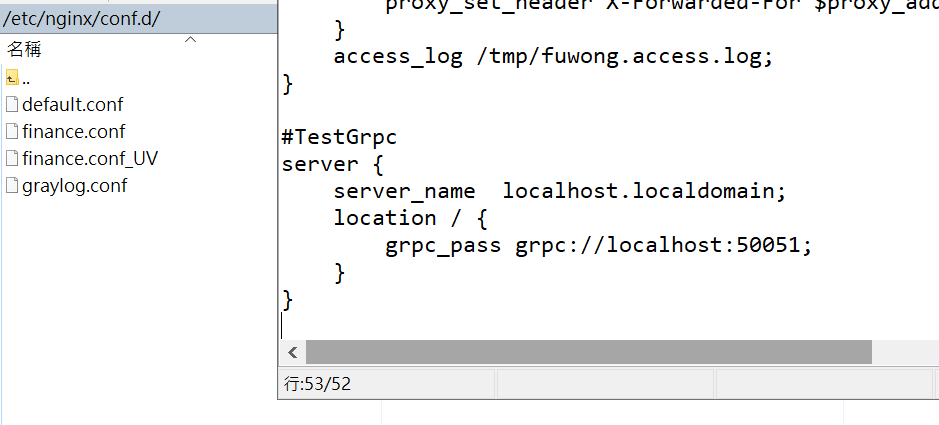 /etc/nginx/conf.d/
名稱
..
default.conf
finance.conf
finance.conf_UV
graylog.conf
proxy_set_header X-Forwarded-For $proxy_add
}
access_log /tmp/fuwong.access.log;
}
#TestGrpc
server {
server_name  localhost.localdomain;
location / {
grpc_pass grpc://localhost:50051;
}
}
行:53/52